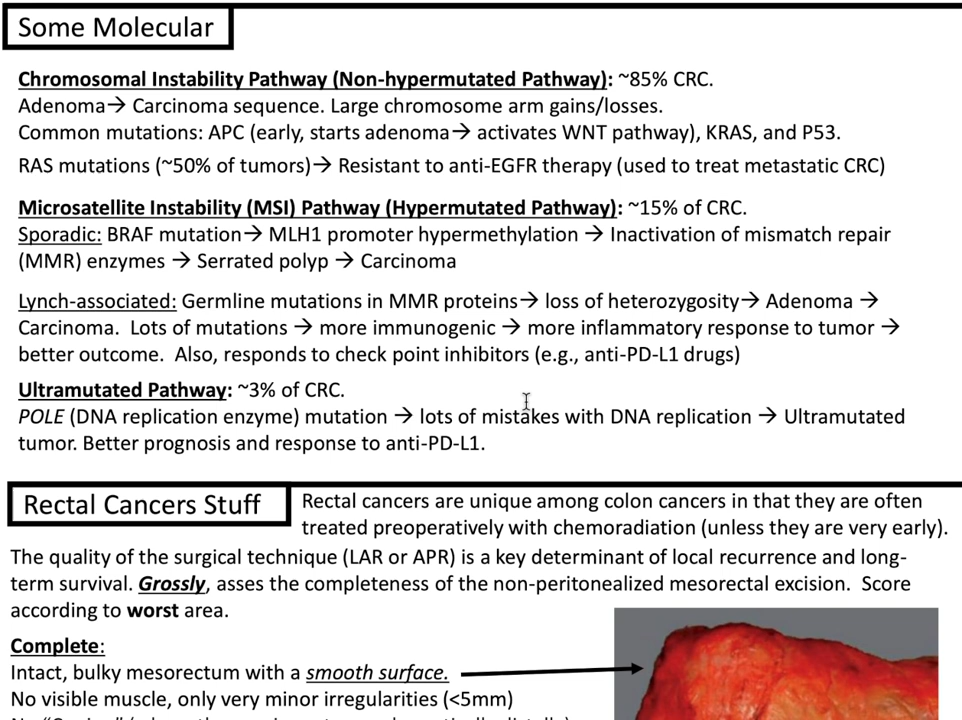 Some Molecular
Chromosomal Instability Pathway (Non-hypermutated Pathway): ~85% CRC.
Adenoma→ Carcinoma sequence. Large chromosome arm gains/losses.
Common mutations: APC (early, starts adenoma→ activates WNT pathway), KRAS, and P53.
RAS mutations (~50% of tumors)→ Resistant to anti-EGFR therapy (used to treat metastatic CRC)
Microsatellite Instability (MSI) Pathway (Hypermutated Pathway): ~15% of CRC.
Sporadic: BRAF mutation→ MLH1 promoter hypermethylation → Inactivation of mismatch repair
(MMR) enzymes → Serrated polyp → Carcinoma
Lynch-associated: Germline mutations in MMR proteins→ loss of heterozygosity→ Adenoma →
Carcinoma. Lots of mutations → more immunogenic → more inflammatory response to tumor →
better outcome. Also, responds to check point inhibitors (e.g., anti-PD-L1 drugs)
Ultramutated Pathway: ~3% of CRC.
POLE (DNA replication enzyme) mutation → lots of mistakes with DNA replication → Ultramutated
tumor. Better prognosis and response to anti-PD-L1.
Rectal Cancers Stuff
Rectal cancers are unique among colon cancers in that they are often
treated preoperatively with chemoradiation (unless they are very early).
The quality of the surgical technique (LAR or APR) is a key determinant of local recurrence and long-
term survival. Grossly, asses the completeness of the non-peritonealized mesorectal excision. Score
according to worst area.
Complete:
Intact, bulky mesorectum with a smooth surface.
No visible muscle, only very minor irregularities (<5mm)